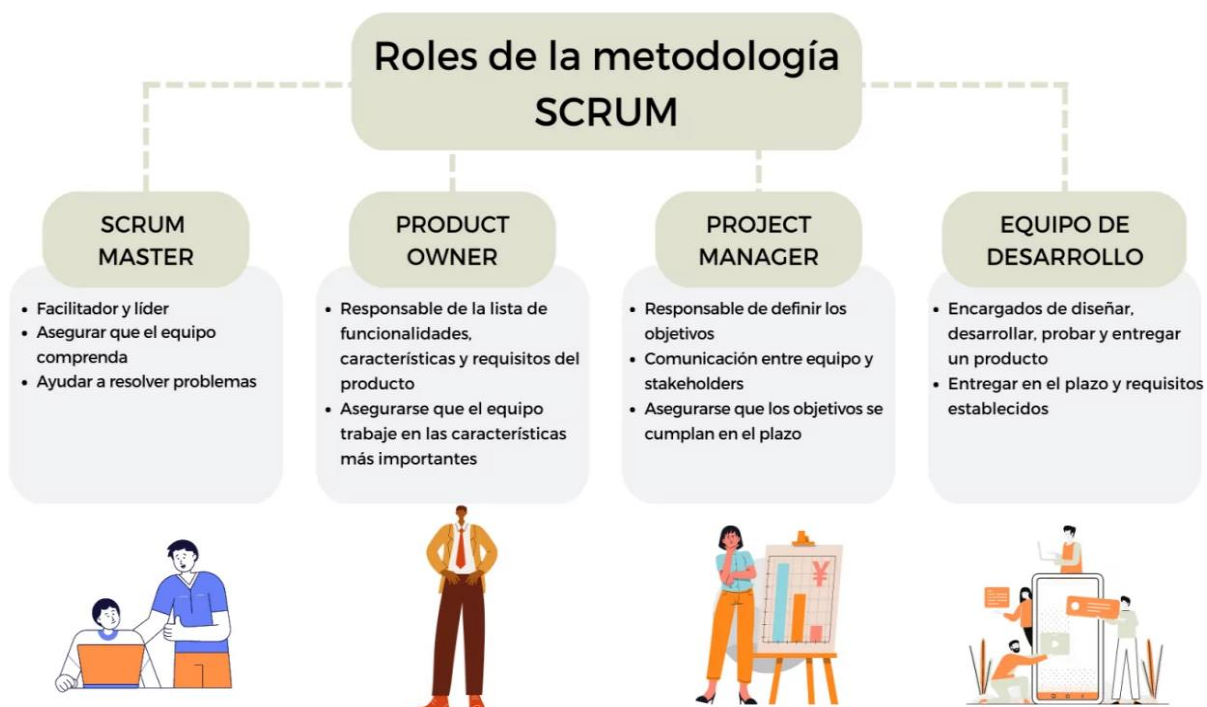 Roles de la metodología
SCRUM
SCRUM
MASTER
• Facilitador y líder
• Asegurar que el equipo
comprenda
• Ayudar a resolver problemas
PRODUCT
OWNER
• Responsable de la lista de
funcionalidades,
características y requisitos del
producto
• Asegurarse que el equipo
trabaje en las características
más importantes
PROJECT
MANAGER
• Responsable de definir los
objetivos
• Comunicación entre equipo y
stakeholders
• Asegurarse que los objetivos se
cumplan en el plazo
¥
EQUIPO DE
DESARROLLO
• Encargados de diseñar,
desarrollar, probar y entregar
un producto
• Entregar en el plazo y requisitos
establecidos